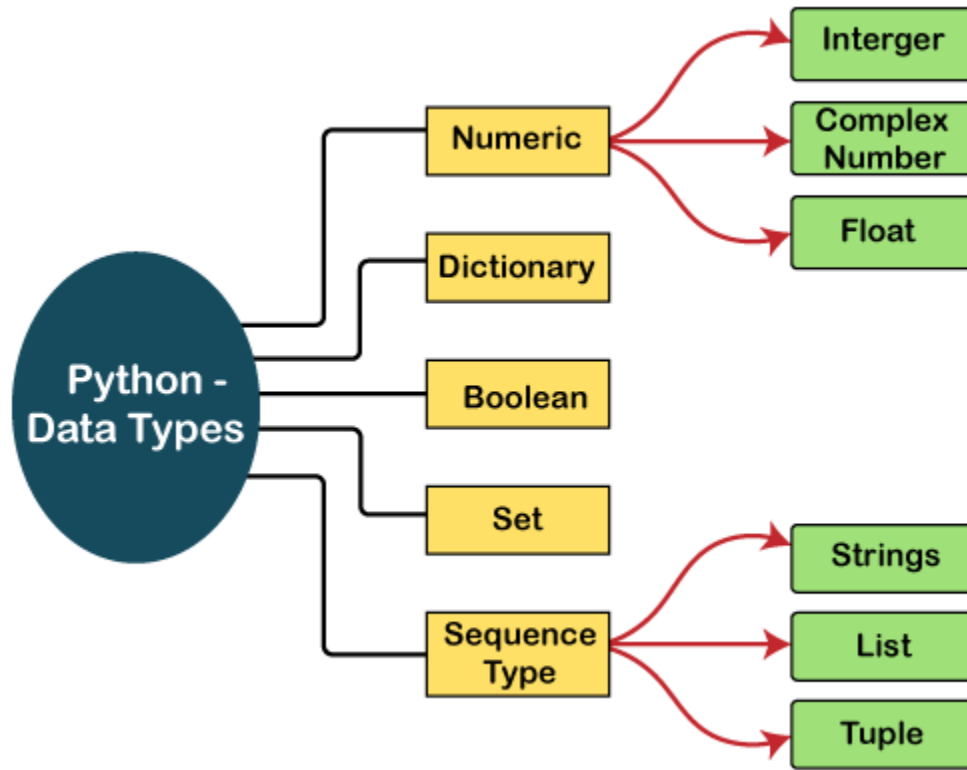 Python -
Data Types
Numeric
Interger
Complex
Number
Float
Dictionary
Boolean
Set
Sequence
Type
Strings
List
Tuple